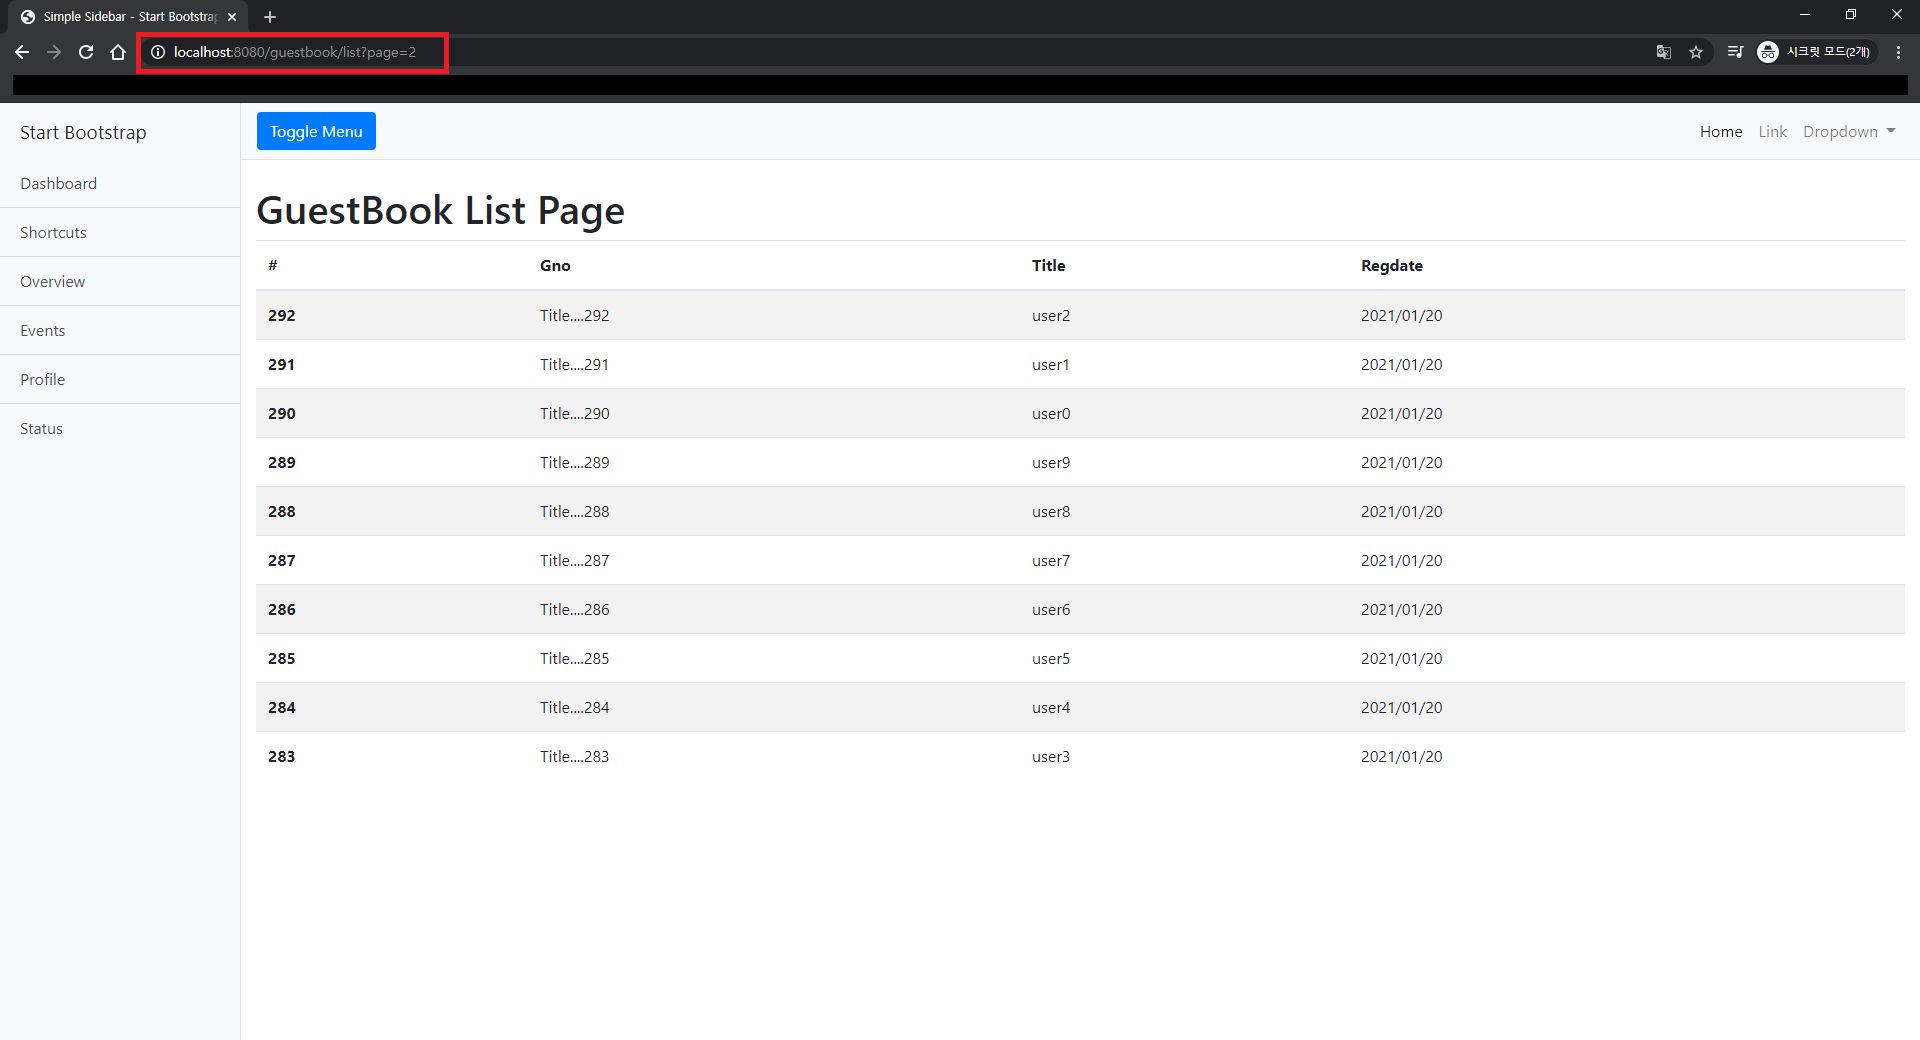 Simple Sidebar - Start Bootstrap
localhost:8080/guestbook/list?page=2
시크릿 모드(2개)
Start Bootstrap
Toggle Menu
Home Link Dropdown
Dashboard
Shortcuts
Overview
Events
Profile
Status
GuestBook List Page
# Gno Title Regdate
292 Title....292 user2 2021/01/20
291 Title....291 user1 2021/01/20
290 Title....290 user0 2021/01/20
289 Title....289 user9 2021/01/20
288 Title....288 user8 2021/01/20
287 Title....287 user7 2021/01/20
286 Title....286 user6 2021/01/20
285 Title....285 user5 2021/01/20
284 Title....284 user4 2021/01/20
283 Title....283 user3 2021/01/20